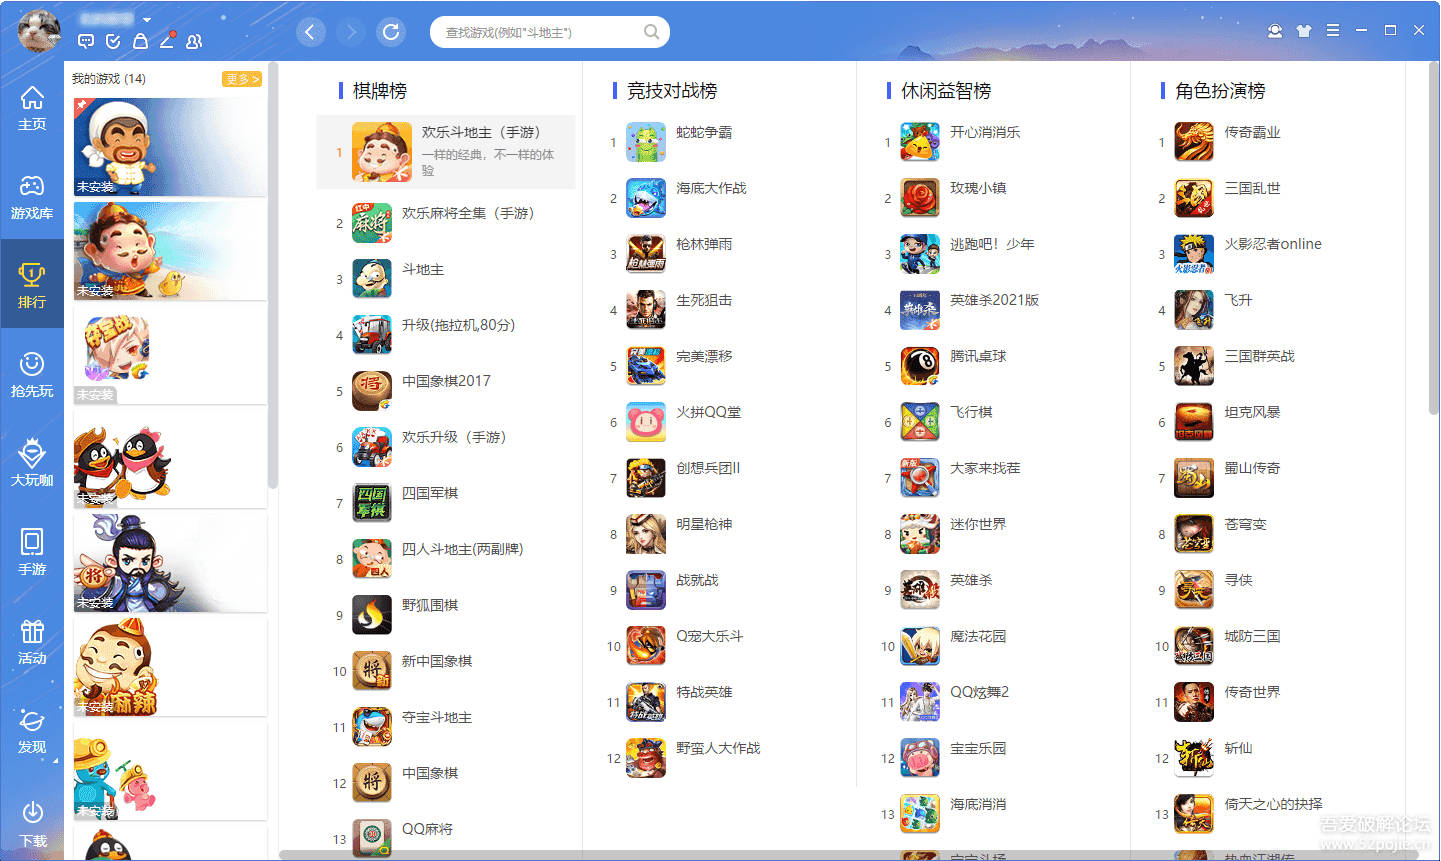 查找游戏(例如"斗地主")
主页
游戏库
排行
抢先玩
大玩咖
手游
活动
发现
下载
我的游戏 (14)
更多 >
未安装
未安装
夺宝战
未安装
未安装
将
未安装
麻辣
未安装
未安装
棋牌榜
1
欢乐斗地主（手游）
一样的经典，不一样的体
验
2
欢乐麻将全集（手游）
3
斗地主
4
升级(拖拉机,80分)
5
中国象棋2017
6
欢乐升级（手游）
7
四国军棋
8
四人斗地主(两副牌)
9
野狐围棋
10
新中国象棋
11
夺宝斗地主
12
中国象棋
13
QQ麻将
竞技对战榜
1
蛇蛇争霸
2
海底大作战
3
枪林弹雨
4
生死狙击
5
完美漂移
6
火拼QQ堂
7
创想兵团II
8
明星枪神
9
战就战
10
Q宠大乐斗
11
特战英雄
12
野蛮人大作战
休闲益智榜
1
开心消消乐
2
玫瑰小镇
3
逃跑吧！少年
4
英雄杀2021版
5
腾讯桌球
6
飞行棋
7
大家来找茬
8
迷你世界
9
英雄杀
10
魔法花园
11
QQ炫舞2
12
宝宝乐园
13
海底消消
角色扮演榜
1
传奇霸业
2
三国乱世
3
火影忍者online
4
飞升
5
三国群英战
6
坦克风暴
7
蜀山传奇
8
苍穹变
9
寻侠
10
城防三国
11
传奇世界
12
斩仙
13
倚天之心的抉择
吾爱破解论坛
www.52pojie.cn